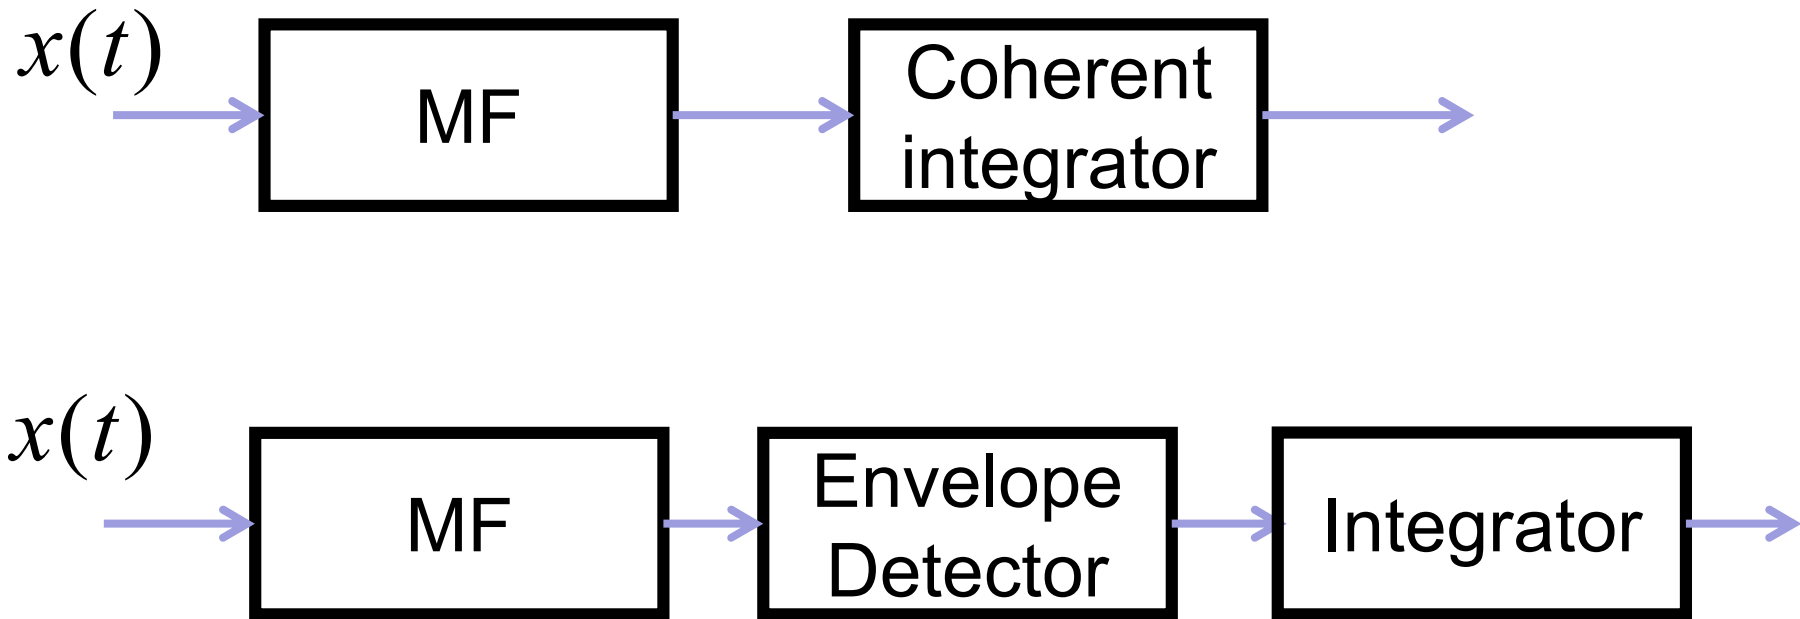 x(t)
MF
Coherent
integrator
x(t)
MF
Envelope
Detector
Integrator